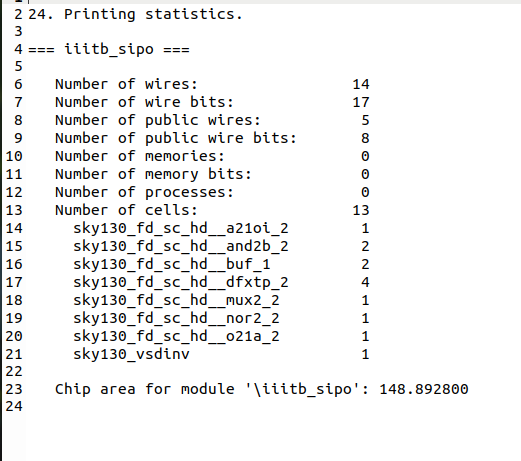 2 24. Printing statistics.
3
4 === iiitb_sipo ===
5
6    Number of wires:                 14
7    Number of wire bits:             17
8    Number of public wires:           5
9    Number of public wire bits:       8
10    Number of memories:               0
11    Number of memory bits:            0
12    Number of processes:              0
13    Number of cells:                 13
14      sky130_fd_sc_hd__a21oi_2        1
15      sky130_fd_sc_hd__and2b_2        2
16      sky130_fd_sc_hd__buf_1          2
17      sky130_fd_sc_hd__dfxtp_2        4
18      sky130_fd_sc_hd__mux2_2         1
19      sky130_fd_sc_hd__nor2_2         1
20      sky130_fd_sc_hd__o21a_2         1
21      sky130_vsdinv                   1
22
23    Chip area for module '\iiitb_sipo': 148.892800
24